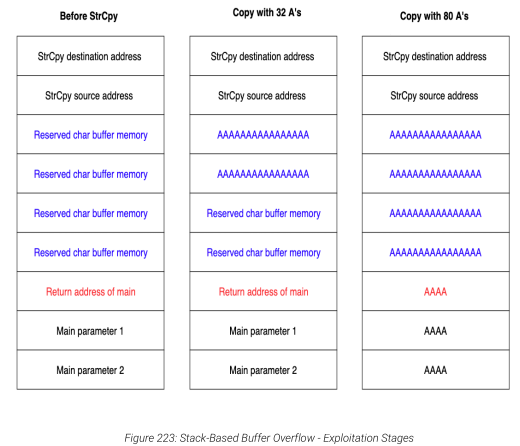 Before StrCpy
Copy with 32 A's
Copy with 80 A's
StrCpy destination address
StrCpy destination address
StrCpy destination address
StrCpy source address
StrCpy source address
StrCpy source address
Reserved char buffer memory
AAAAAAAAAAAAAAAA
AAAAAAAAAAAAAAAA
Reserved char buffer memory
AAAAAAAAAAAAAAAA
AAAAAAAAAAAAAAAA
Reserved char buffer memory
Reserved char buffer memory
AAAAAAAAAAAAAAAA
Reserved char buffer memory
Reserved char buffer memory
AAAAAAAAAAAAAAAA
Return address of main
Return address of main
AAAA
Main parameter 1
Main parameter 1
AAAA
Main parameter 2
Main parameter 2
AAAA
Figure 223: Stack-Based Buffer Overflow - Exploitation Stages